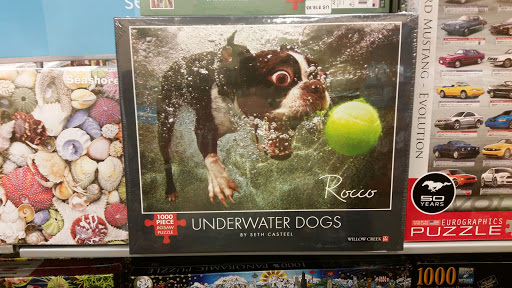 Seashore
Rocco
1000
PIECE
JIGSAW
PUZZLE
UNDERWATER DOGS
BY SETH CASTEEL
WILLOW CREEK
RD MUSTANG - EVOLUTION
50
YEARS
EUROGRAPHICS
PUZZLE
1000